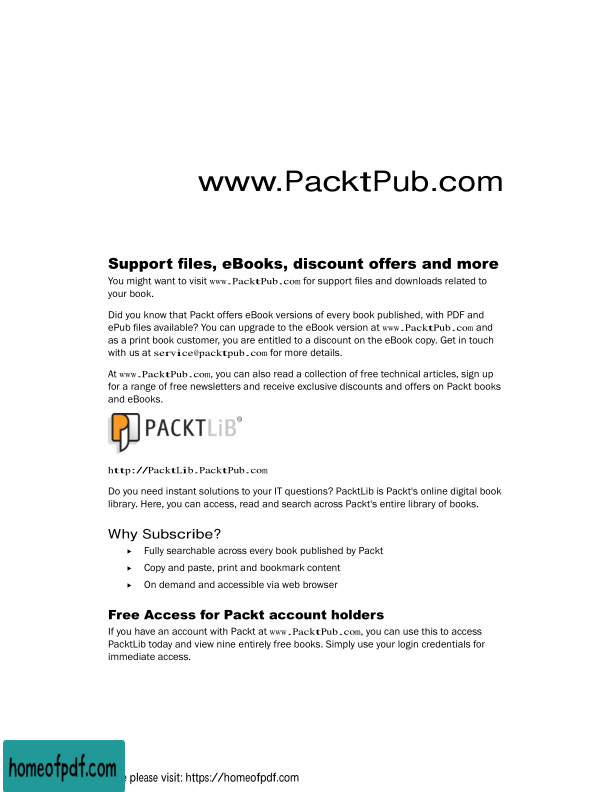 www.PacktPub.com
Support files, eBooks, discount offers and more
You might want to visit www.PacktPub.com for support files and downloads related to
your book.
Did you know that Packt offers eBook versions of every book published, with PDF and
ePub files available? You can upgrade to the eBook version at www.PacktPub.com and
as a print book customer, you are entitled to a discount on the eBook copy. Get in touch
with us at service@packtpub.com for more details.
At www.PacktPub.com, you can also read a collection of free technical articles, sign up
for a range of free newsletters and receive exclusive discounts and offers on Packt books
and eBooks.
PACKTLiB®
http://PacktLib.PacktPub.com
Do you need instant solutions to your IT questions? PacktLib is Packt's online digital book
library. Here, you can access, read and search across Packt's entire library of books.
Why Subscribe?
▸ Fully searchable across every book published by Packt
▸ Copy and paste, print and bookmark content
▸ On demand and accessible via web browser
Free Access for Packt account holders
If you have an account with Packt at www.PacktPub.com, you can use this to access
PacktLib today and view nine entirely free books. Simply use your login credentials for
immediate access.
homeofpdf.com
please visit: https://homeofpdf.com